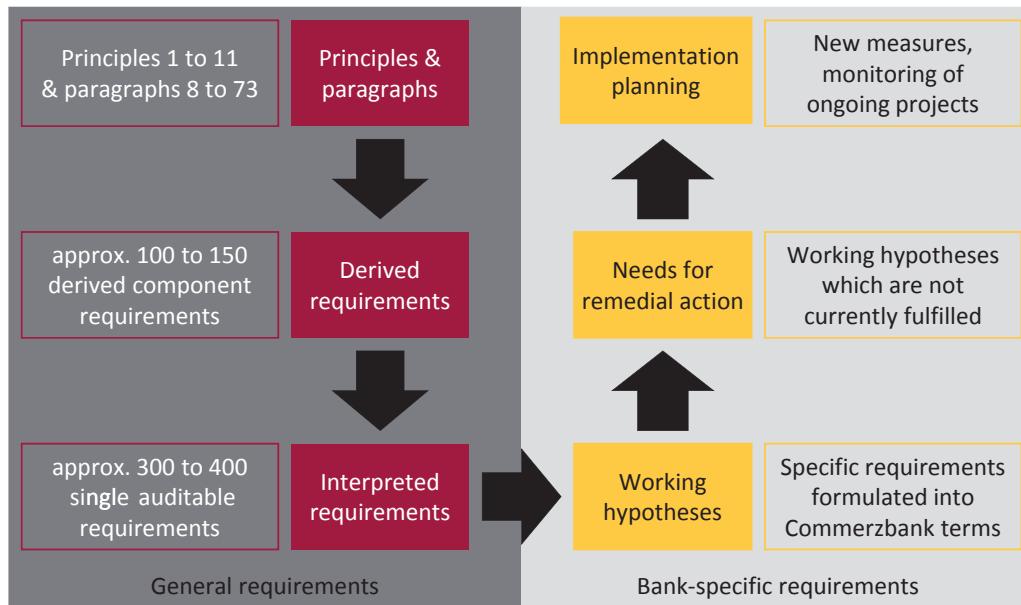 Principles 1 to 11
& paragraphs 8 to 73
Principles &
paragraphs
Implementation
planning
New measures,
monitoring of
ongoing projects
approx. 100 to 150
derived component
requirements
Derived
requirements
Needs for
remedial action
Working hypotheses
which are not
currently fulfilled
approx. 300 to 400
single auditable
requirements
Interpreted
requirements
Working
hypotheses
Specific requirements
formulated into
Commerzbank terms
General requirements
Bank-specific requirements